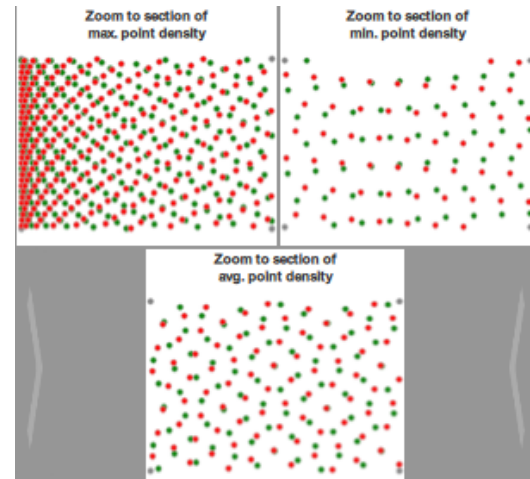 Zoom to section of
max. point density
Zoom to section of
min. point density
Zoom to section of
avg. point density